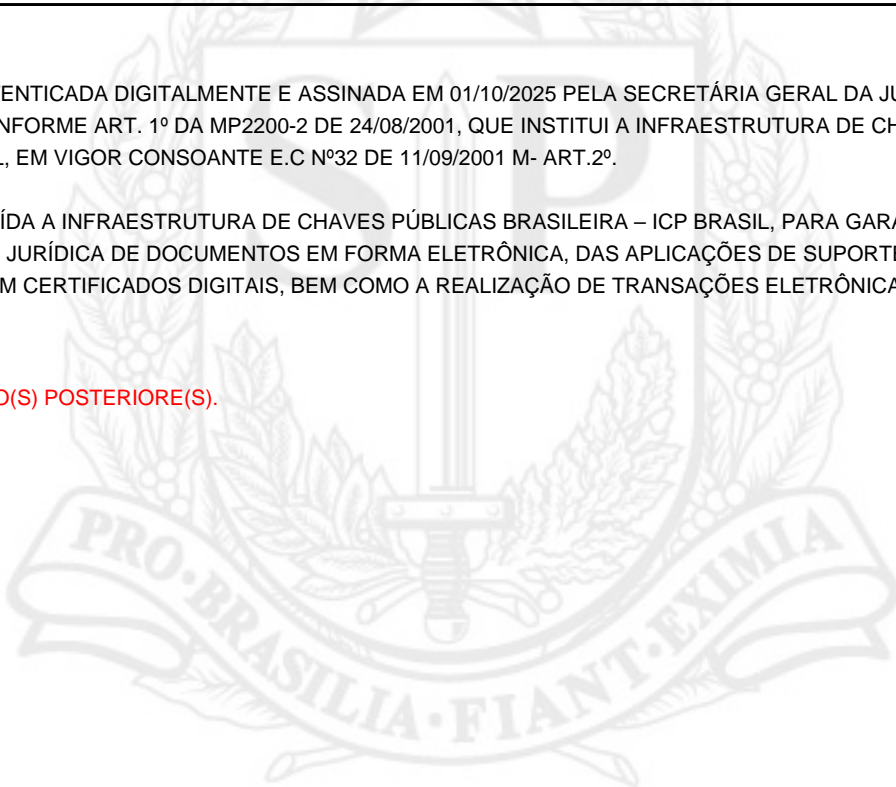 ENTICADA DIGITALMENTE E ASSINADA EM 01/10/2025 PELA SECRETÁRIA GERAL DA JU
NFORME ART. 1º DA MP2200-2 DE 24/08/2001, QUE INSTITUI A INFRAESTRUTURA DE CH
L, EM VIGOR CONSOANTE E.C Nº32 DE 11/09/2001 M- ART.2º.
ÍDA A INFRAESTRUTURA DE CHAVES PÚBLICAS BRASILEIRA – ICP BRASIL, PARA GARA
JURÍDICA DE DOCUMENTOS EM FORMA ELETRÔNICA, DAS APLICAÇÕES DE SUPORTE
M CERTIFICADOS DIGITAIS, BEM COMO A REALIZAÇÃO DE TRANSAÇÕES ELETRÔNICA
O(S) POSTERIORE(S).
SP
PRO·BRASILIA·FIANT·EXIMIA